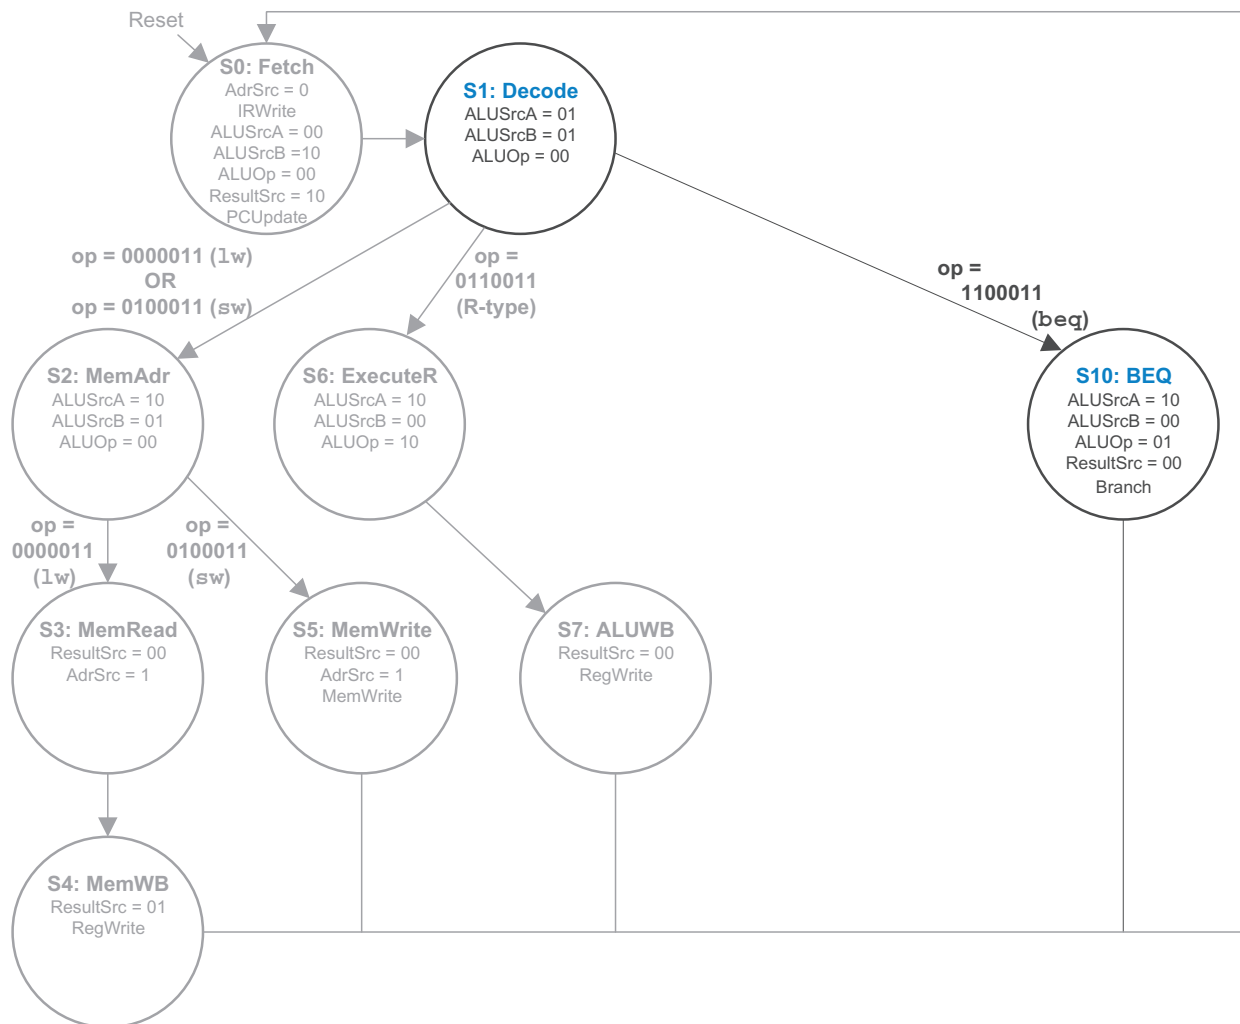 Reset
S0: Fetch
AdrSrc = 0
IRWrite
ALUSrcA = 00
ALUSrcB =10
ALUOp = 00
ResultSrc = 10
PCUpdate
S1: Decode
ALUSrcA = 01
ALUSrcB = 01
ALUOp = 00
op = 0000011 (lw)
OR
op = 0100011 (sw)
op =
0110011
(R-type)
op =
1100011
(beq)
S2: MemAdr
ALUSrcA = 10
ALUSrcB = 01
ALUOp = 00
S6: ExecuteR
ALUSrcA = 10
ALUSrcB = 00
ALUOp = 10
S10: BEQ
ALUSrcA = 10
ALUSrcB = 00
ALUOp = 01
ResultSrc = 00
Branch
op =
0000011
(lw)
op =
0100011
(sw)
S3: MemRead
ResultSrc = 00
AdrSrc = 1
S5: MemWrite
ResultSrc = 00
AdrSrc = 1
MemWrite
S7: ALUWB
ResultSrc = 00
RegWrite
S4: MemWB
ResultSrc = 01
RegWrite